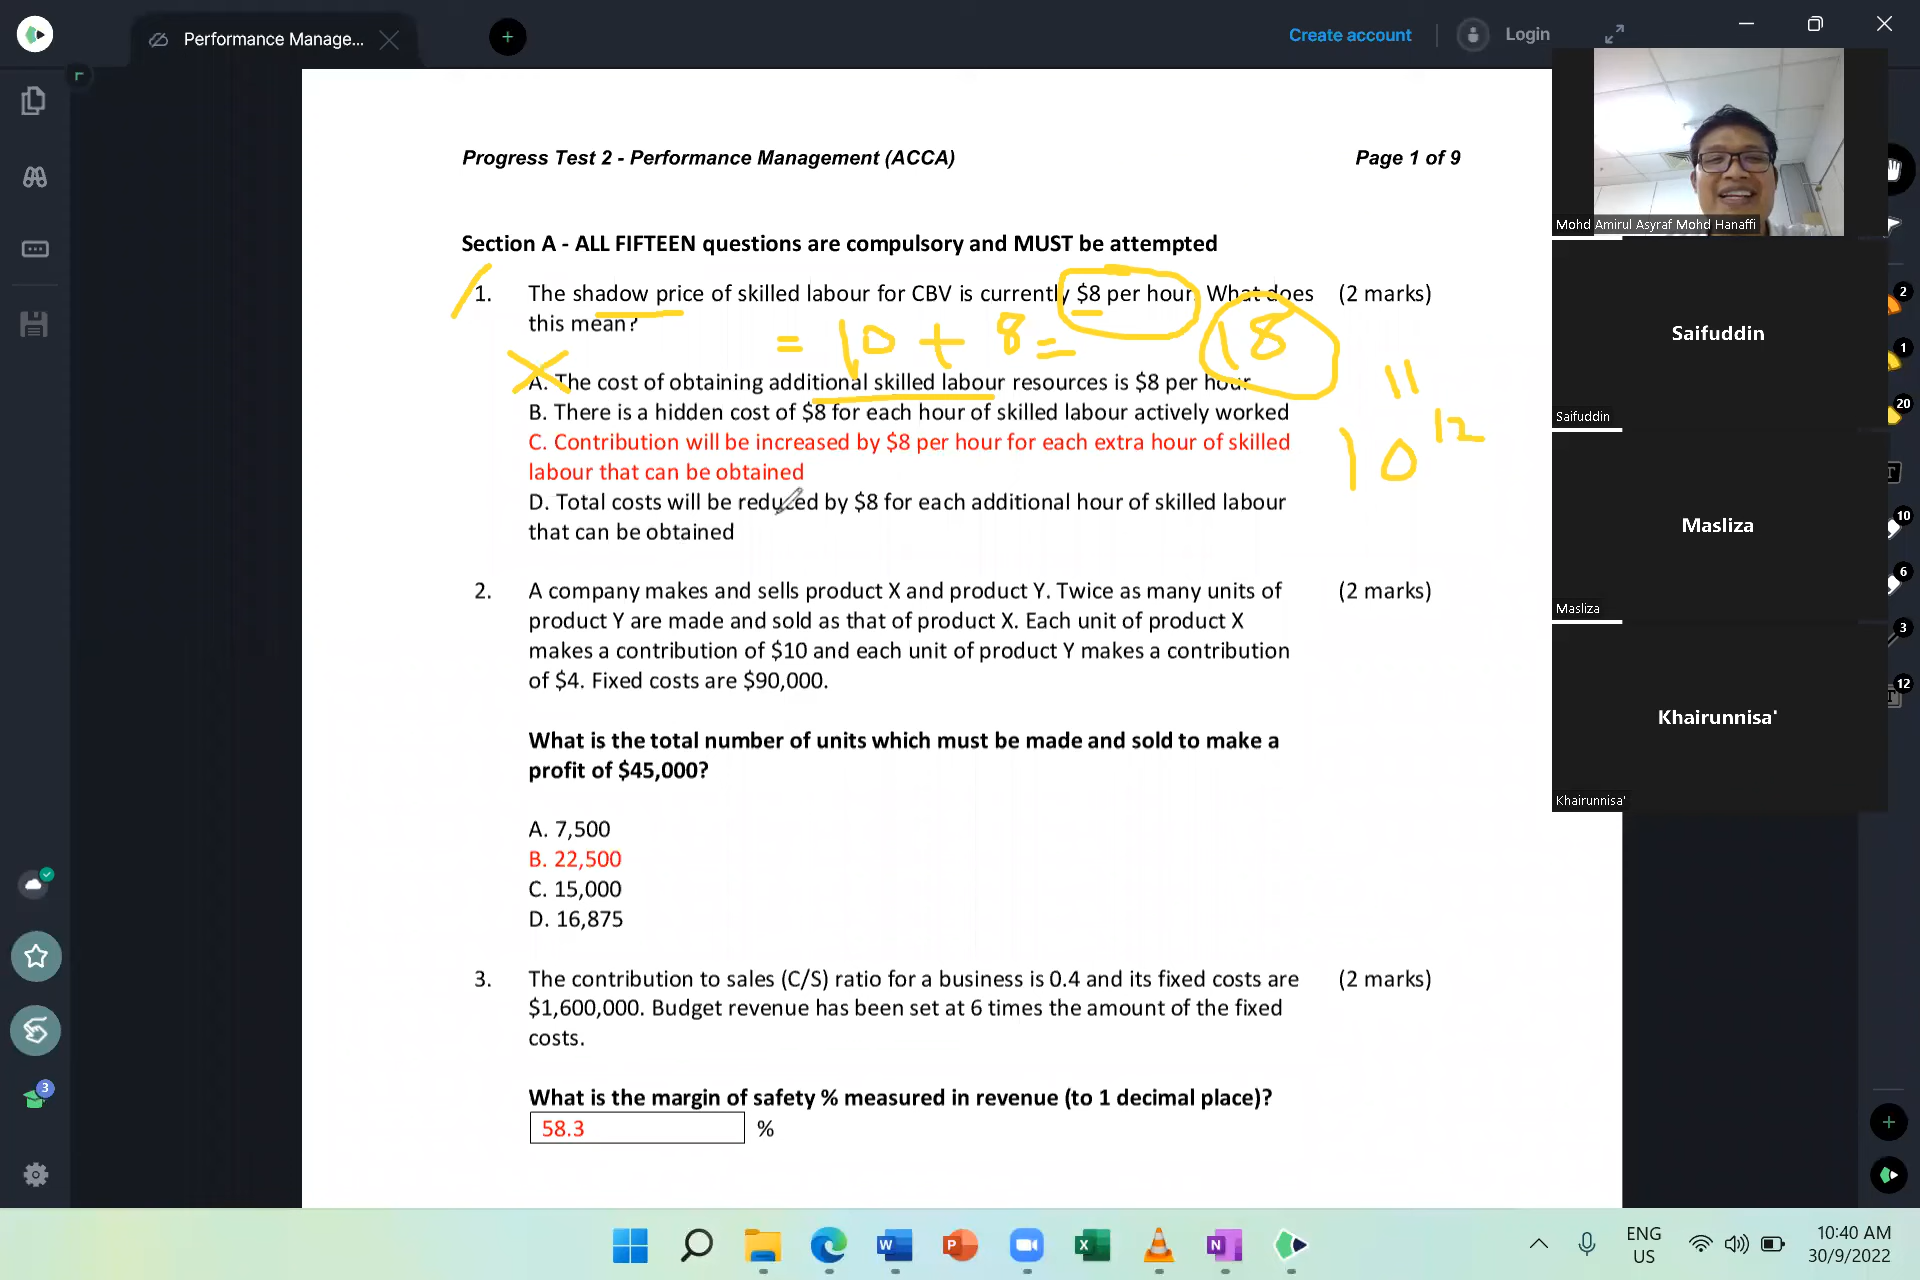 Performance Manage...
Create account
Login
Progress Test 2 - Performance Management (ACCA)
Page 1 of 9
Section A - ALL FIFTEEN questions are compulsory and MUST be attempted
1. The shadow price of skilled labour for CBV is currently $8 per hour. What does (2 marks)
this mean?
= 10 + 8 = 18
A. The cost of obtaining additional skilled labour resources is $8 per hour
B. There is a hidden cost of $8 for each hour of skilled labour actively worked
C. Contribution will be increased by $8 per hour for each extra hour of skilled
labour that can be obtained
D. Total costs will be reduced by $8 for each additional hour of skilled labour
that can be obtained
10 12
2. A company makes and sells product X and product Y. Twice as many units of (2 marks)
product Y are made and sold as that of product X. Each unit of product X
makes a contribution of $10 and each unit of product Y makes a contribution
of $4. Fixed costs are $90,000.
What is the total number of units which must be made and sold to make a
profit of $45,000?
A. 7,500
B. 22,500
C. 15,000
D. 16,875
3. The contribution to sales (C/S) ratio for a business is 0.4 and its fixed costs are (2 marks)
$1,600,000. Budget revenue has been set at 6 times the amount of the fixed
costs.
What is the margin of safety % measured in revenue (to 1 decimal place)?
58.3 %
Mohd Amirul Asyraf Mohd Hanaffi
Saifuddin
Saifuddin
Masliza
Masliza
Khairunnisa'
Khairunnisa'
2
1
20
10
6
3
12
3
ENG
US
10:40 AM
30/9/2022